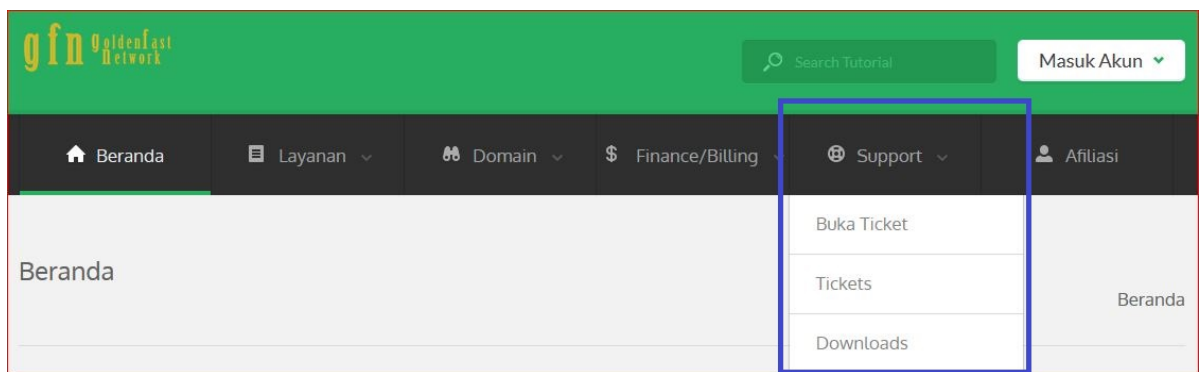 gfn goldenfast
network
Search Tutorial
Masuk Akun
Beranda
Layanan
Domain
$ Finance/Billing
Support
Afiliasi
Buka Ticket
Beranda
Tickets
Beranda
Downloads